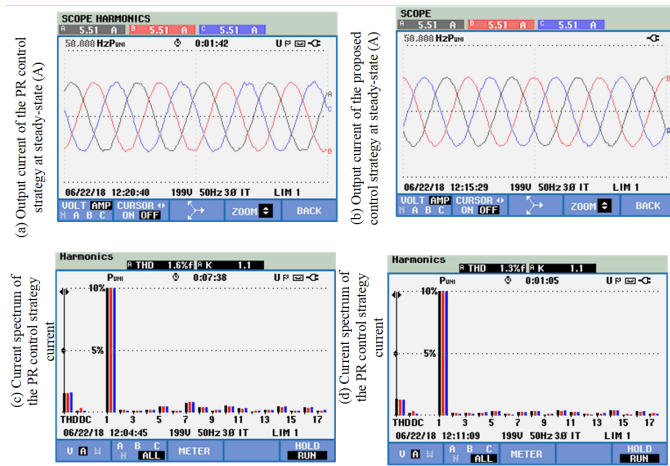 (a) Output current of the PR control
strategy at steady-state (A)
SCOPE HARMONICS
A 5.51 A B 5.51 A C 5.51 A
50.000 HzPUNI 0:01:42 U
A
C
B
06/22/18 12:20:40 199V 50Hz 3Ø IT LIM 1
VOLT AMP CURSOR ZOOM BACK
N A B C ON OFF
(b) Output current of the proposed
control strategy at steady-state (A)
SCOPE
A 5.51 A B 5.51 A C 5.51 A
50.000 HzPUNI
06/22/18 12:15:29 199V 50Hz 3Ø IT LIM 1
VOLT AMP CURSOR ZOOM BACK
N A B C ON OFF
(c) Current spectrum of
the PR control strategy
current
Harmonics
A THD 1.6%f A K 1.1
PUNI 0:07:38 U
10%
5%
THDDC 1 3 5 7 9 11 13 15 17
06/22/18 12:04:45 199V 50Hz 3Ø IT LIM 1
V A W A B C METER HOLD
N ALL RUN
(d) Current spectrum of
the PR control strategy
current
Harmonics
A THD 1.3%f A K 1.1
PUNI 0:01:05 U
10%
5%
THDDC 1 3 5 7 9 11 13 15 17
06/22/18 12:11:09 199V 50Hz 3Ø IT LIM 1
V A W A B C METER HOLD
N ALL RUN